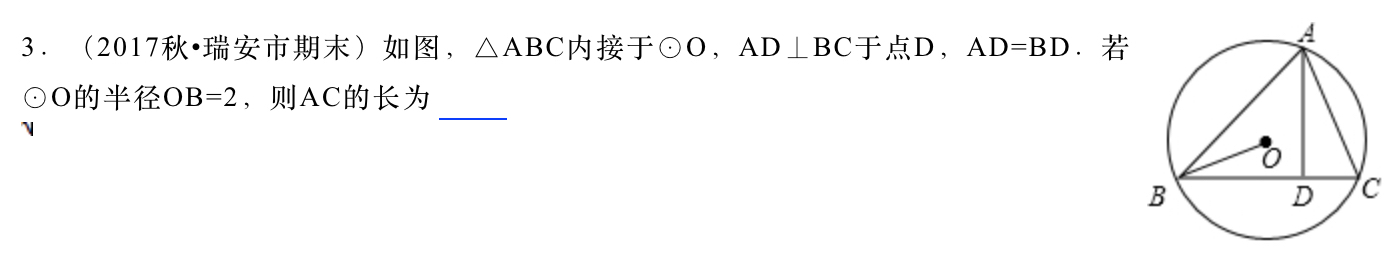 3．（2017秋•瑞安市期末）如图，△ABC内接于⊙O，AD⊥BC于点D，AD=BD．若
⊙O的半径OB=2，则AC的长为
A
O
B
D
C